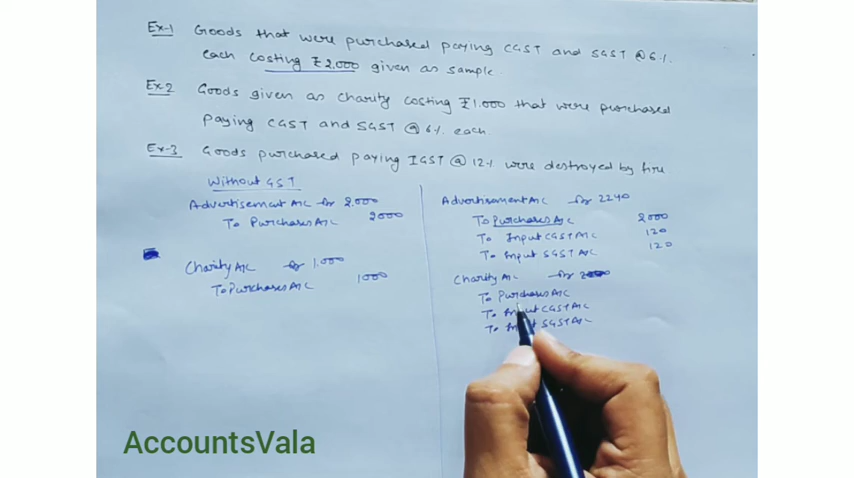 Ex-1 Goods that were purchased paying CGST and SGST @ 6%
each costing ₹2,000 given as sample.
Ex-2 Goods given as charity costing ₹1,000 that were purchased
paying CGST and SGST @ 6% each.
Ex-3 Goods purchased paying IGST @ 12% were destroyed by fire
Without GST
Advertisement A/c Dr 2,000
To Purchases A/c 2000
Charity A/c Dr 1,000
To Purchases A/c 1000
Advertisement A/c Dr 2240
To Purchases A/c 2000
To Input CGST A/c 120
To Input SGST A/c 120
Charity A/c Dr
To Purchases A/c
To Input CGST A/c
To Input SGST A/c
AccountsVala